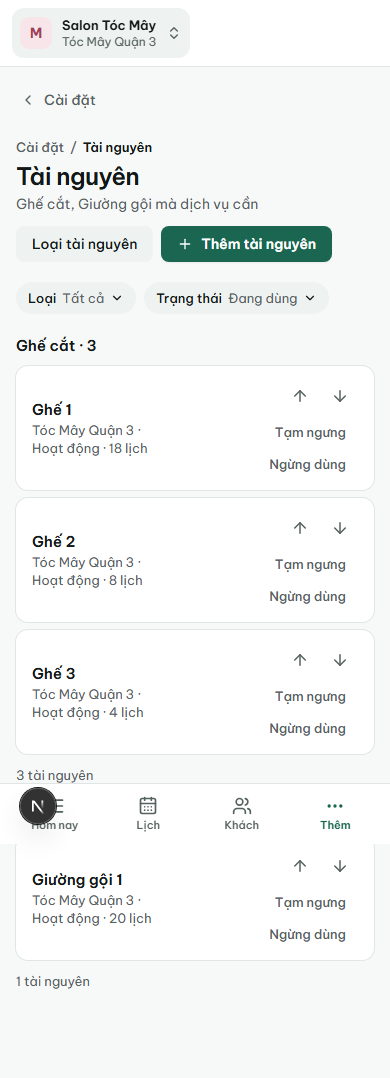 M
Salon Tóc Mây
Tóc Mây Quận 3
Cài đặt
Cài đặt / Tài nguyên
Tài nguyên
Ghế cắt, Giường gội mà dịch vụ cần
Loại tài nguyên
Thêm tài nguyên
Loại Tất cả
Trạng thái Đang dùng
Ghế cắt · 3
Ghế 1
Tóc Mây Quận 3 ·
Hoạt động · 18 lịch
Tạm ngưng
Ngừng dùng
Ghế 2
Tóc Mây Quận 3 ·
Hoạt động · 8 lịch
Tạm ngưng
Ngừng dùng
Ghế 3
Tóc Mây Quận 3 ·
Hoạt động · 4 lịch
Tạm ngưng
Ngừng dùng
3 tài nguyên
N
Hôm nay
Lịch
Khách
Thêm
Giường gội 1
Tóc Mây Quận 3 ·
Hoạt động · 20 lịch
Tạm ngưng
Ngừng dùng
1 tài nguyên